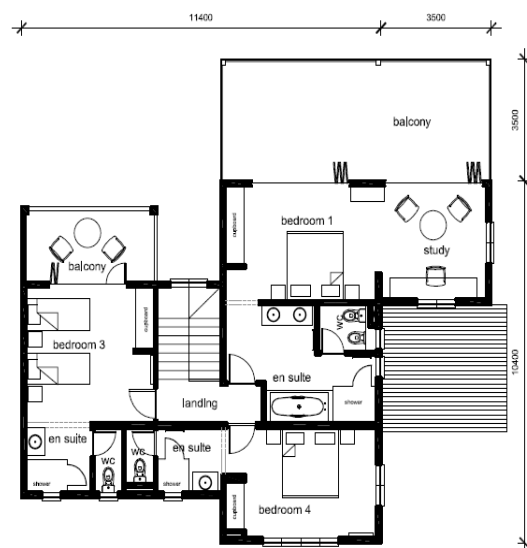 11400
3500
balcony
3500
cupboard
bedroom 1
study
balcony
cupboard
bedroom 3
WC
10400
en suite
landing
shower
en suite
WC
WC
en suite
shower
shower
cupboard
bedroom 4